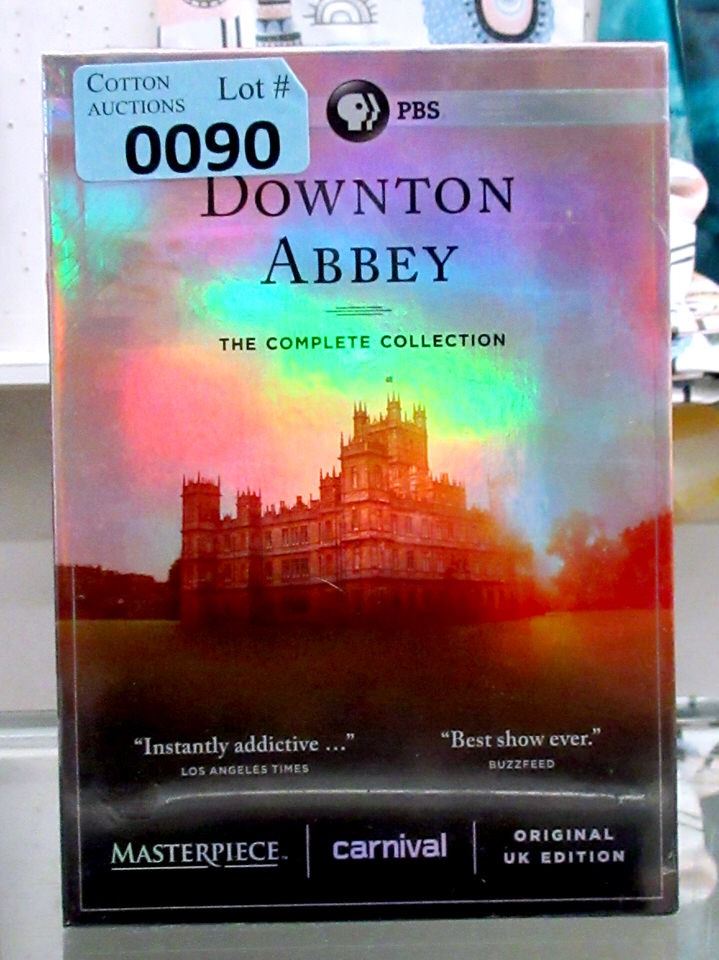 COTTON
AUCTIONS
Lot #
0090
PBS
DOWNTON
ABBEY
THE COMPLETE COLLECTION
“Instantly addictive ...”
LOS ANGELES TIMES
“Best show ever.”
BUZZFEED
MASTERPIECE™
carnival
ORIGINAL
UK EDITION